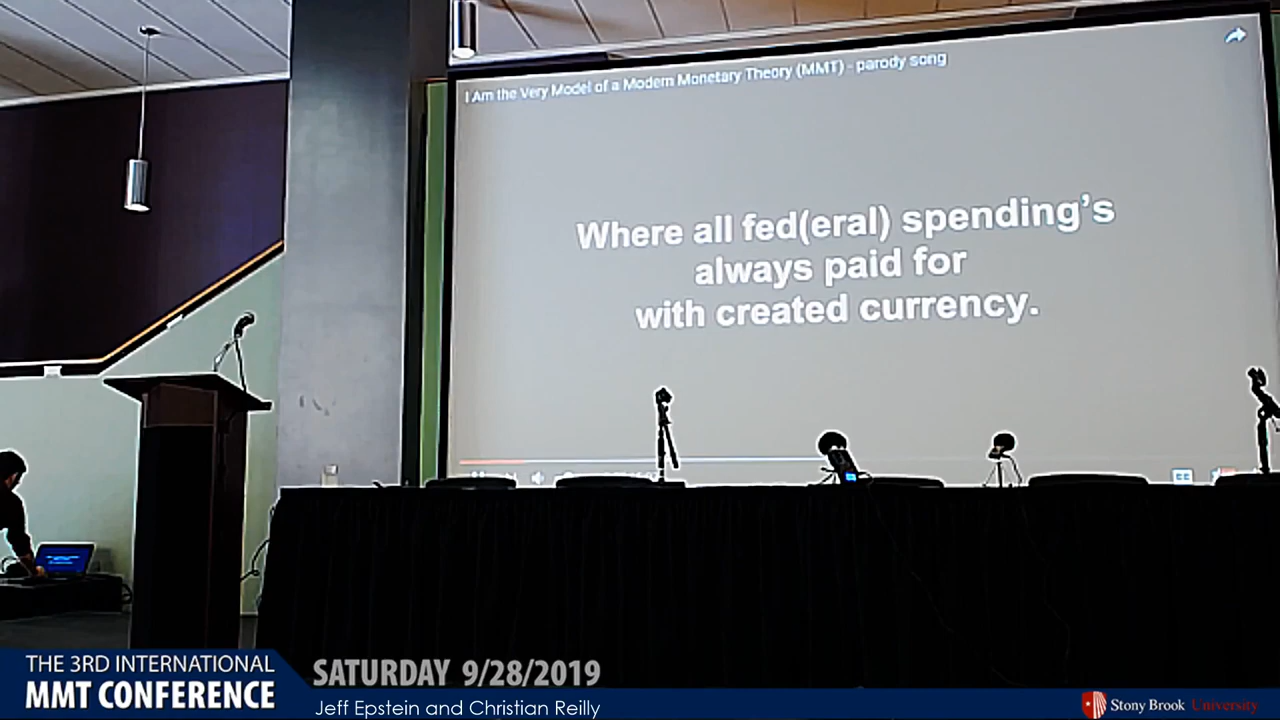 I Am the Very Model of a Modern Monetary Theory (MMT) - parody song
Where all fed(eral) spending's
always paid for
with created currency.
THE 3RD INTERNATIONAL
MMT CONFERENCE
SATURDAY 9/28/2019
Jeff Epstein and Christian Reilly
Stony Brook University